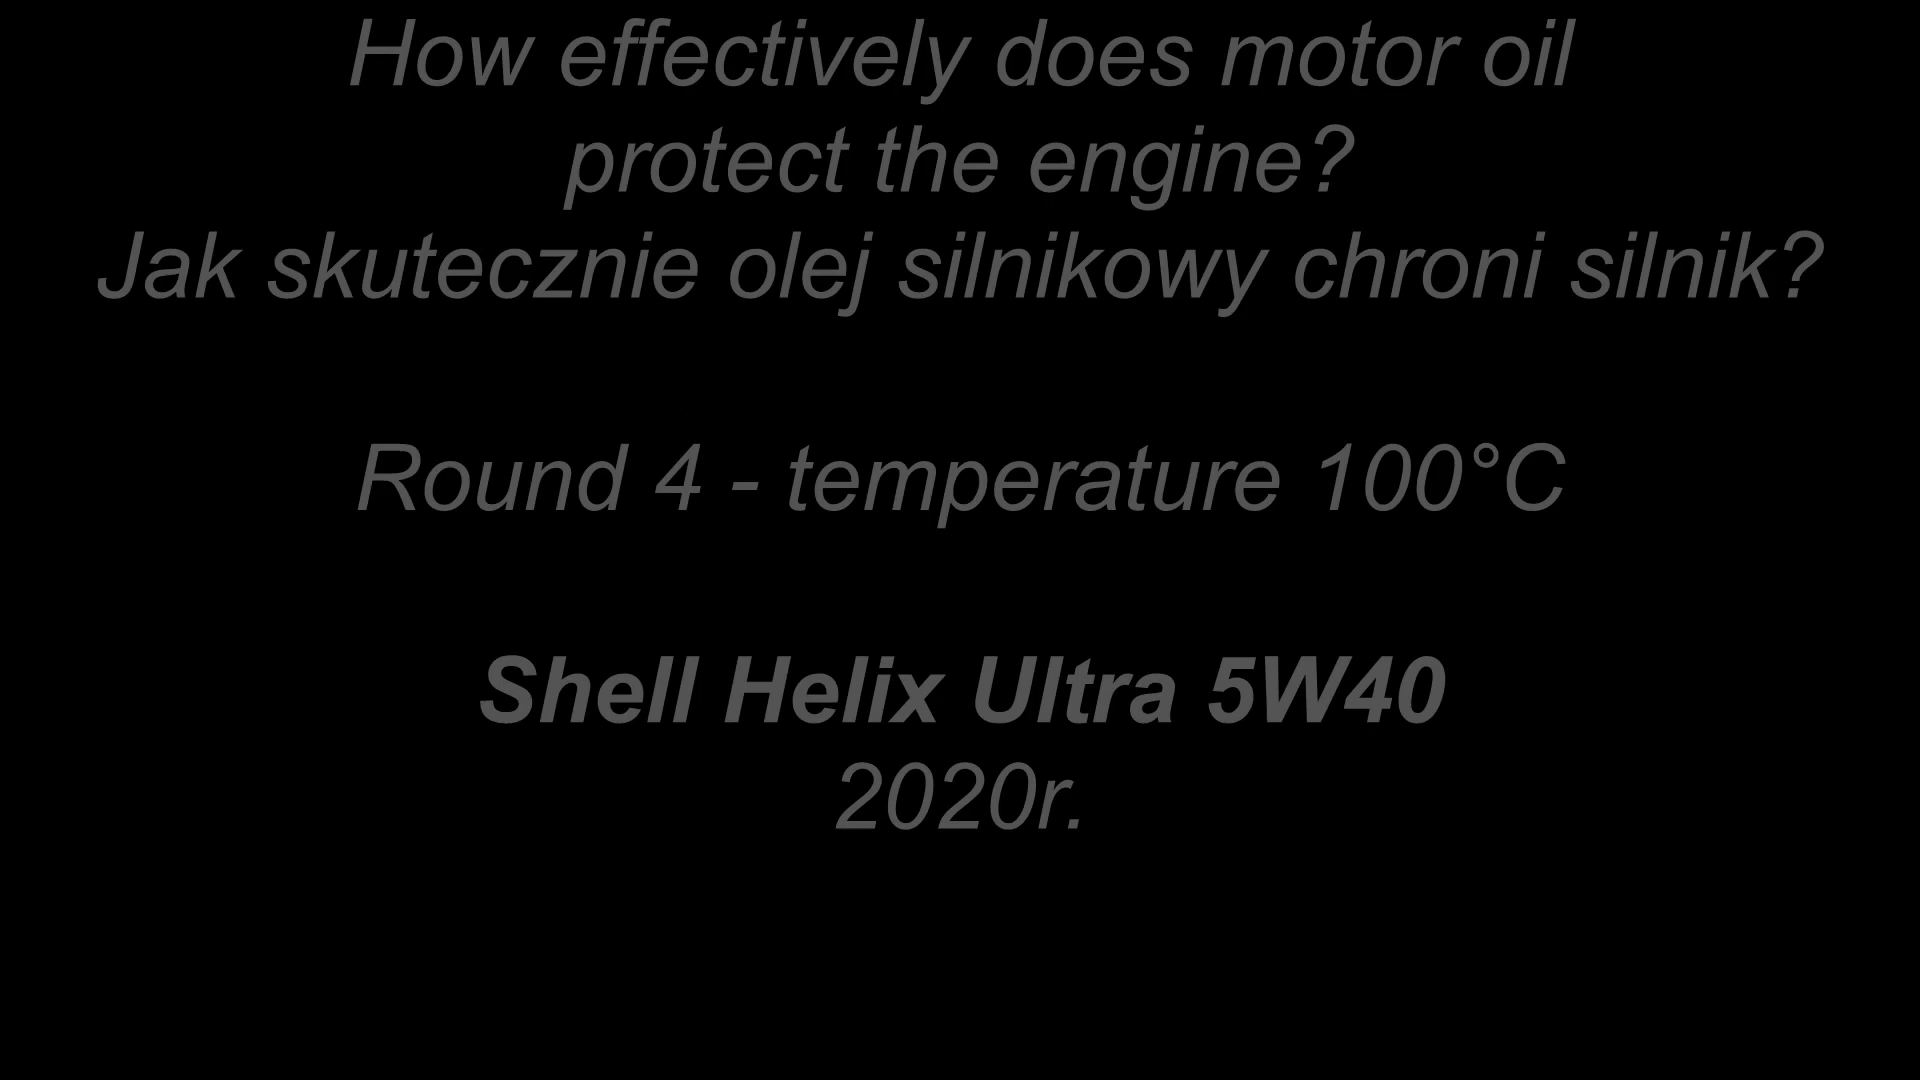 How effectively does motor oil
protect the engine?
Jak skutecznie olej silnikowy chroni silnik?
Round 4 - temperature 100°C
Shell Helix Ultra 5W40
2020r.